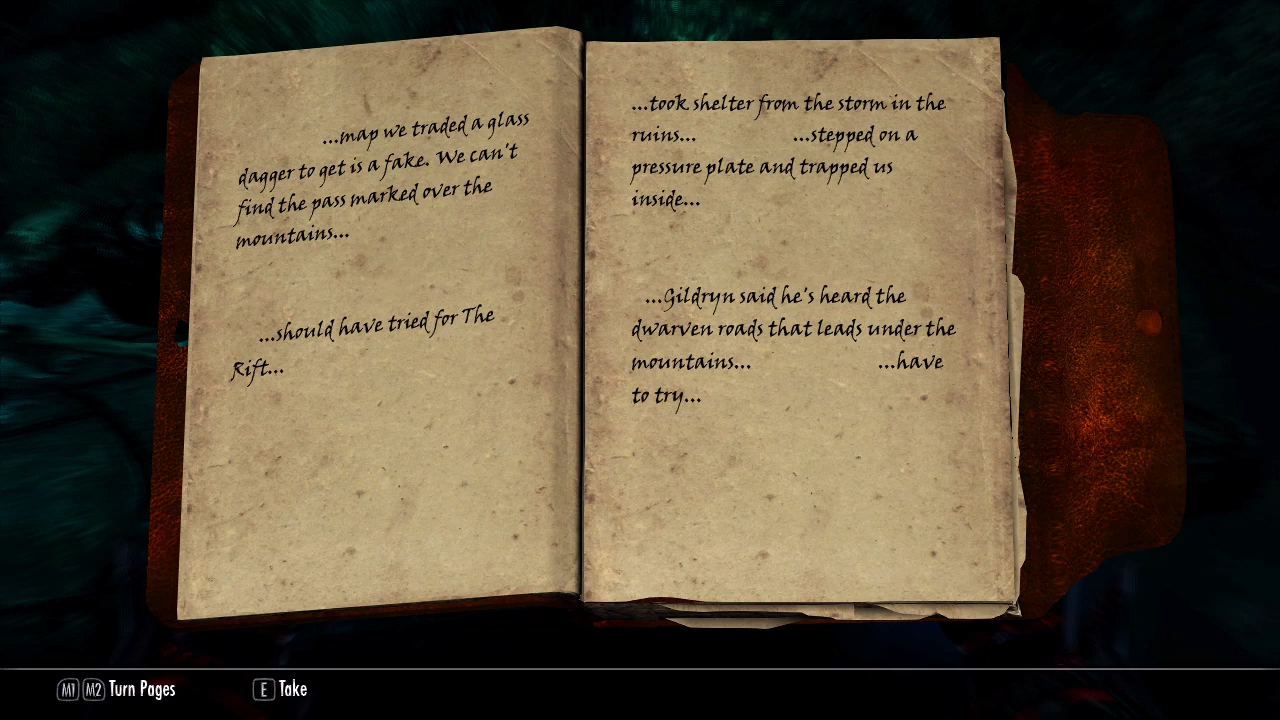 ...map we traded a glass
dagger to get is a fake. We can't
find the pass marked over the
mountains...
...should have tried for The
Rift...
...took shelter from the storm in the
ruins... ...stepped on a
pressure plate and trapped us
inside...
...Gildryn said he's heard the
dwarven roads that leads under the
mountains... ...have
to try...
M1 M2 Turn Pages
E Take